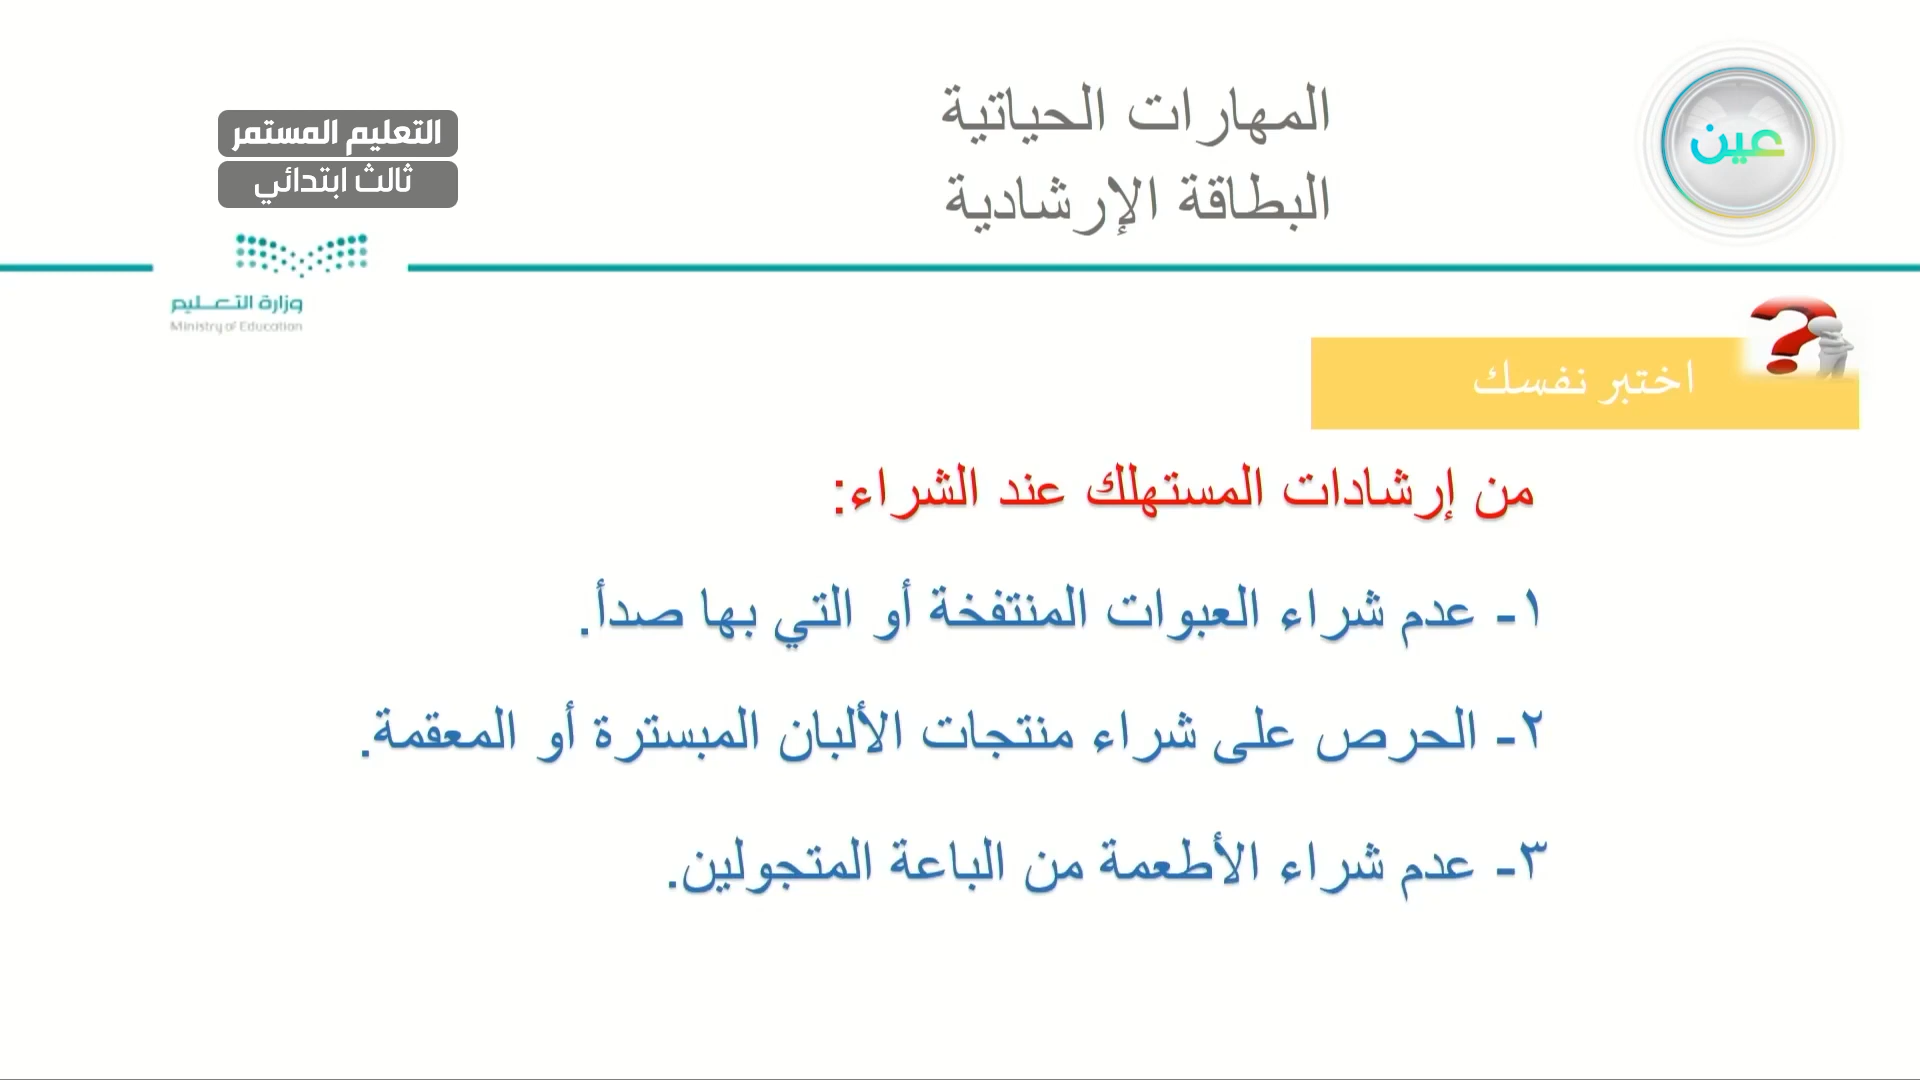 المهارات الحياتية
البطاقة الإرشادية
عين
التعليم المستمر
ثالث ابتدائي
وزارة التعـليم
Ministry of Education
اختبر نفسك
من إرشادات المستهلك عند الشراء:
١- عدم شراء العبوات المنتفخة أو التي بها صدأ.
٢- الحرص على شراء منتجات الألبان المبسترة أو المعقمة.
٣- عدم شراء الأطعمة من الباعة المتجولين.